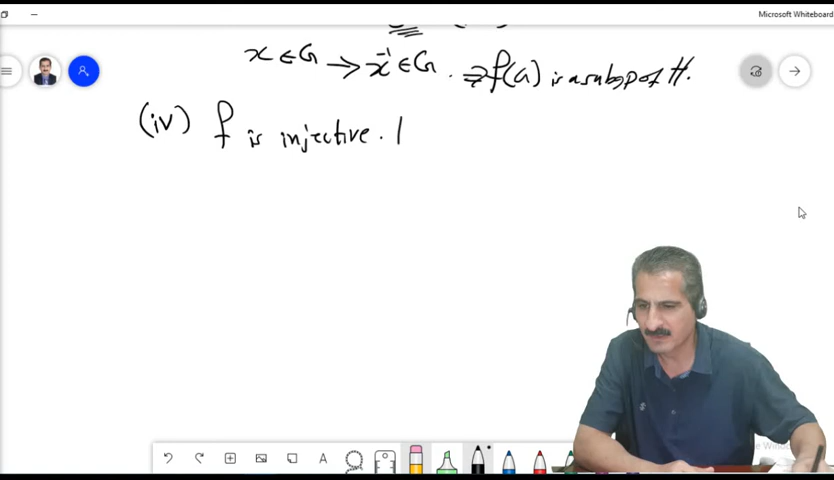 Microsoft Whiteboard
x ∈ G → x⁻¹ ∈ G. ⇒ f(G) is a subgp of H.
(iv) f is injective.